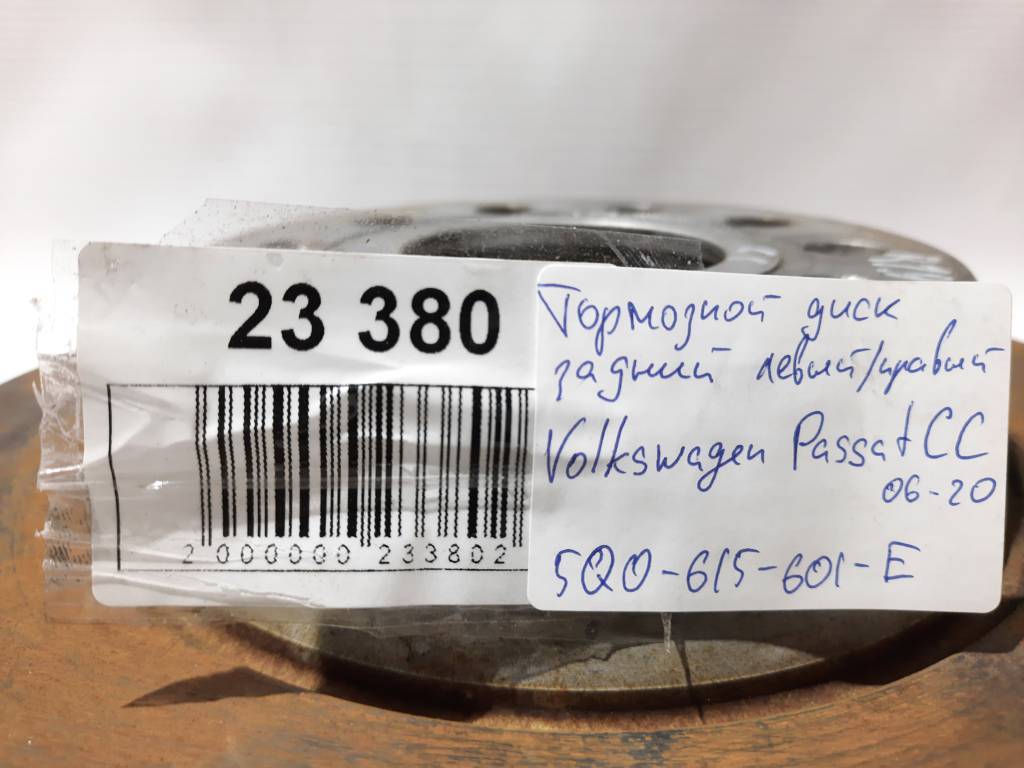 23 380
2 000000 233802
Тормозной диск
задний левый/правый
Volkswagen Passat CC
06-20
5Q0-615-601-E